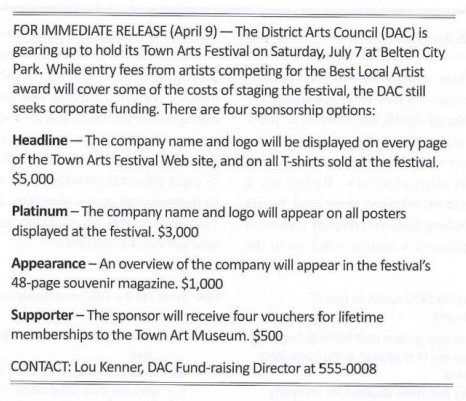 FOR IMMEDIATE RELEASE (April 9) — The District Arts Council (DAC) is
gearing up to hold its Town Arts Festival on Saturday, July 7 at Belten City
Park. While entry fees from artists competing for the Best Local Artist
award will cover some of the costs of staging the festival, the DAC still
seeks corporate funding. There are four sponsorship options:
Headline — The company name and logo will be displayed on every page
of the Town Arts Festival Web site, and on all T-shirts sold at the festival.
$5,000
Platinum – The company name and logo will appear on all posters
displayed at the festival. $3,000
Appearance – An overview of the company will appear in the festival's
48-page souvenir magazine. $1,000
Supporter – The sponsor will receive four vouchers for lifetime
memberships to the Town Art Museum. $500
CONTACT: Lou Kenner, DAC Fund-raising Director at 555-0008